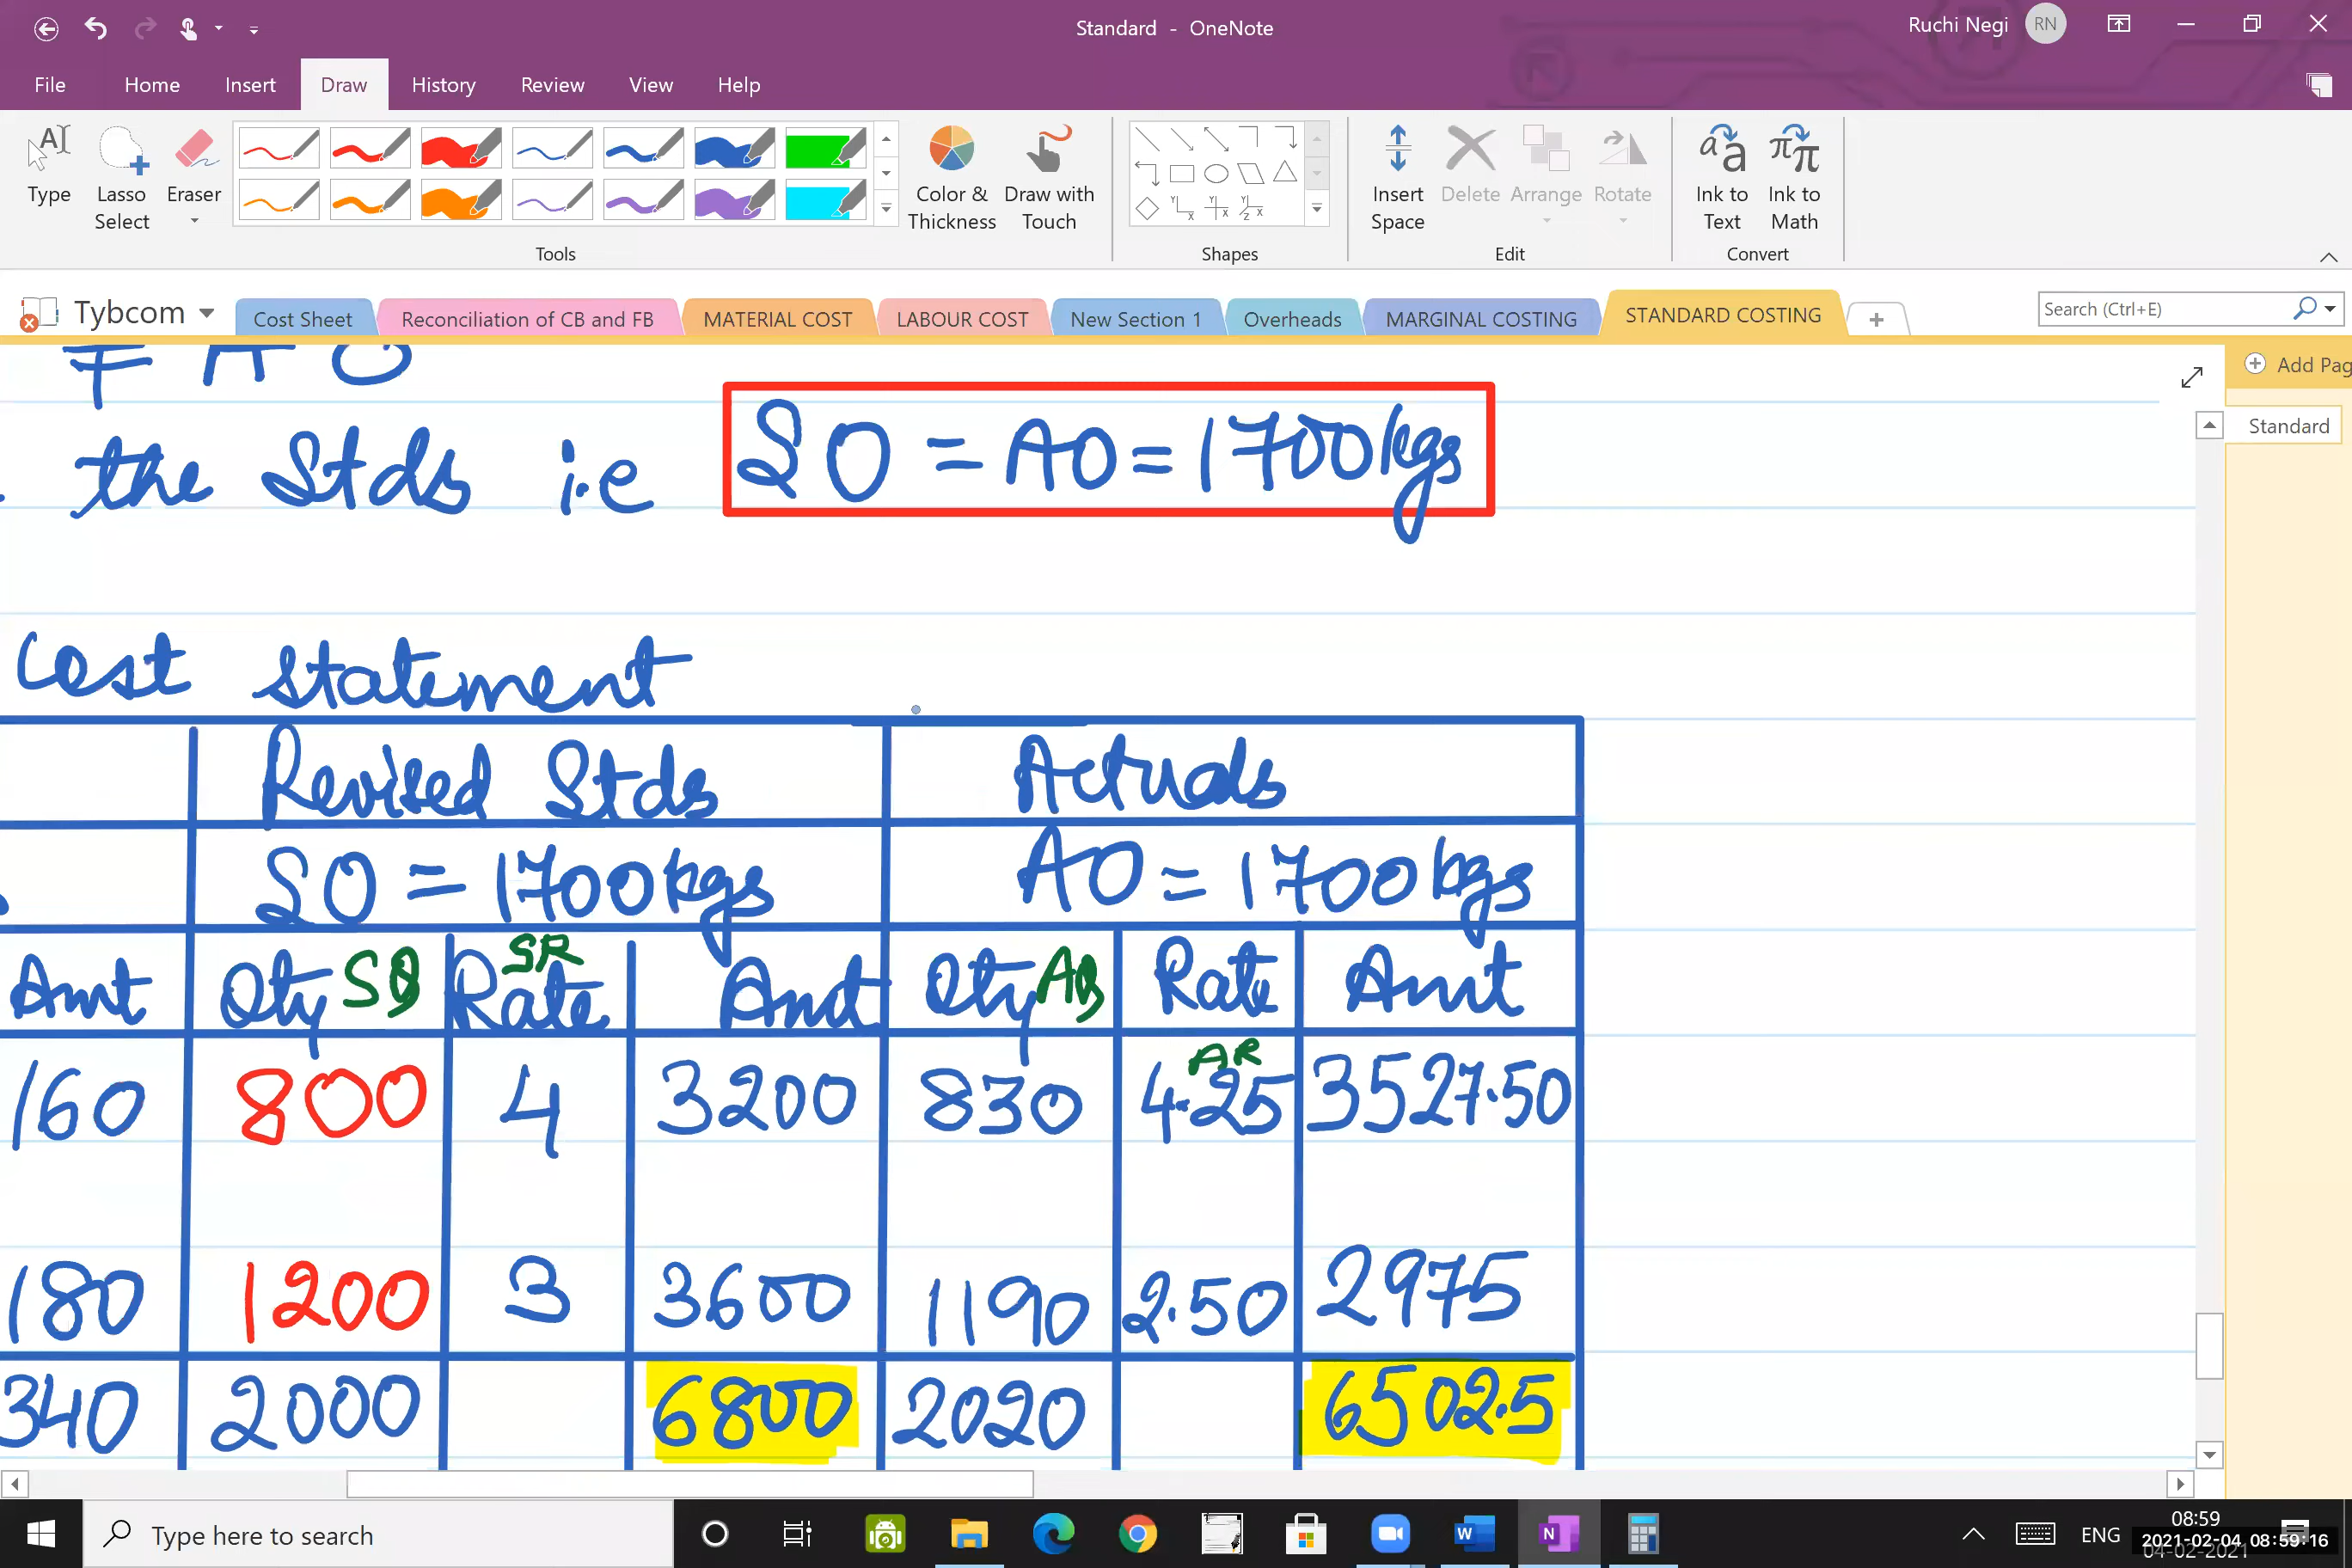 Standard - OneNote
Ruchi Negi RN
File Home Insert Draw History Review View Help
Type Lasso Select Eraser Color & Thickness Draw with Touch Insert Space Delete Arrange Rotate Ink to Text Ink to Math
Tools Shapes Edit Convert
Tybcom Cost Sheet Reconciliation of CB and FB MATERIAL COST LABOUR COST New Section 1 Overheads MARGINAL COSTING STANDARD COSTING Search (Ctrl+E)
Add Pag
Standard
≠ A O
the Stds i.e SO = AO = 1700 kgs
Cost Statement
Revised Stds Actuals
SO = 1700 kgs AO = 1700 kgs
Amt Qty SQ Rate SR Amt Qty AQ Rate Amt
AR
160 800 4 3200 830 4.25 3527.50
180 1200 3 3600 1190 2.50 2975
340 2000 6800 2020 6502.5
Type here to search
ENG
08:59
2021-02-04 08:59:16
04-02-2021